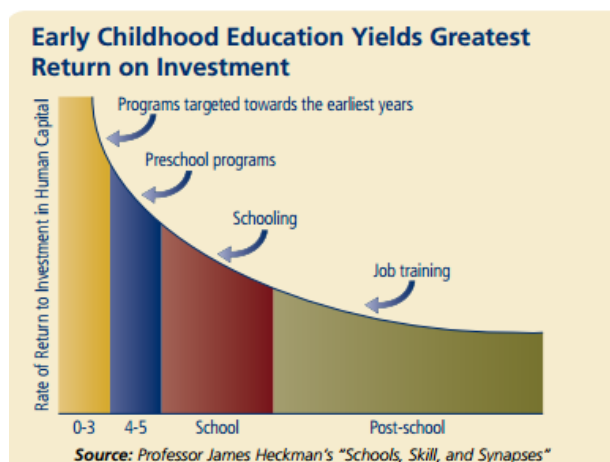 Early Childhood Education Yields Greatest
Return on Investment
Rate of Return to Investment in Human Capital
Programs targeted towards the earliest years
Preschool programs
Schooling
Job training
0-3 4-5 School Post-school
Source: Professor James Heckman's "Schools, Skill, and Synapses"